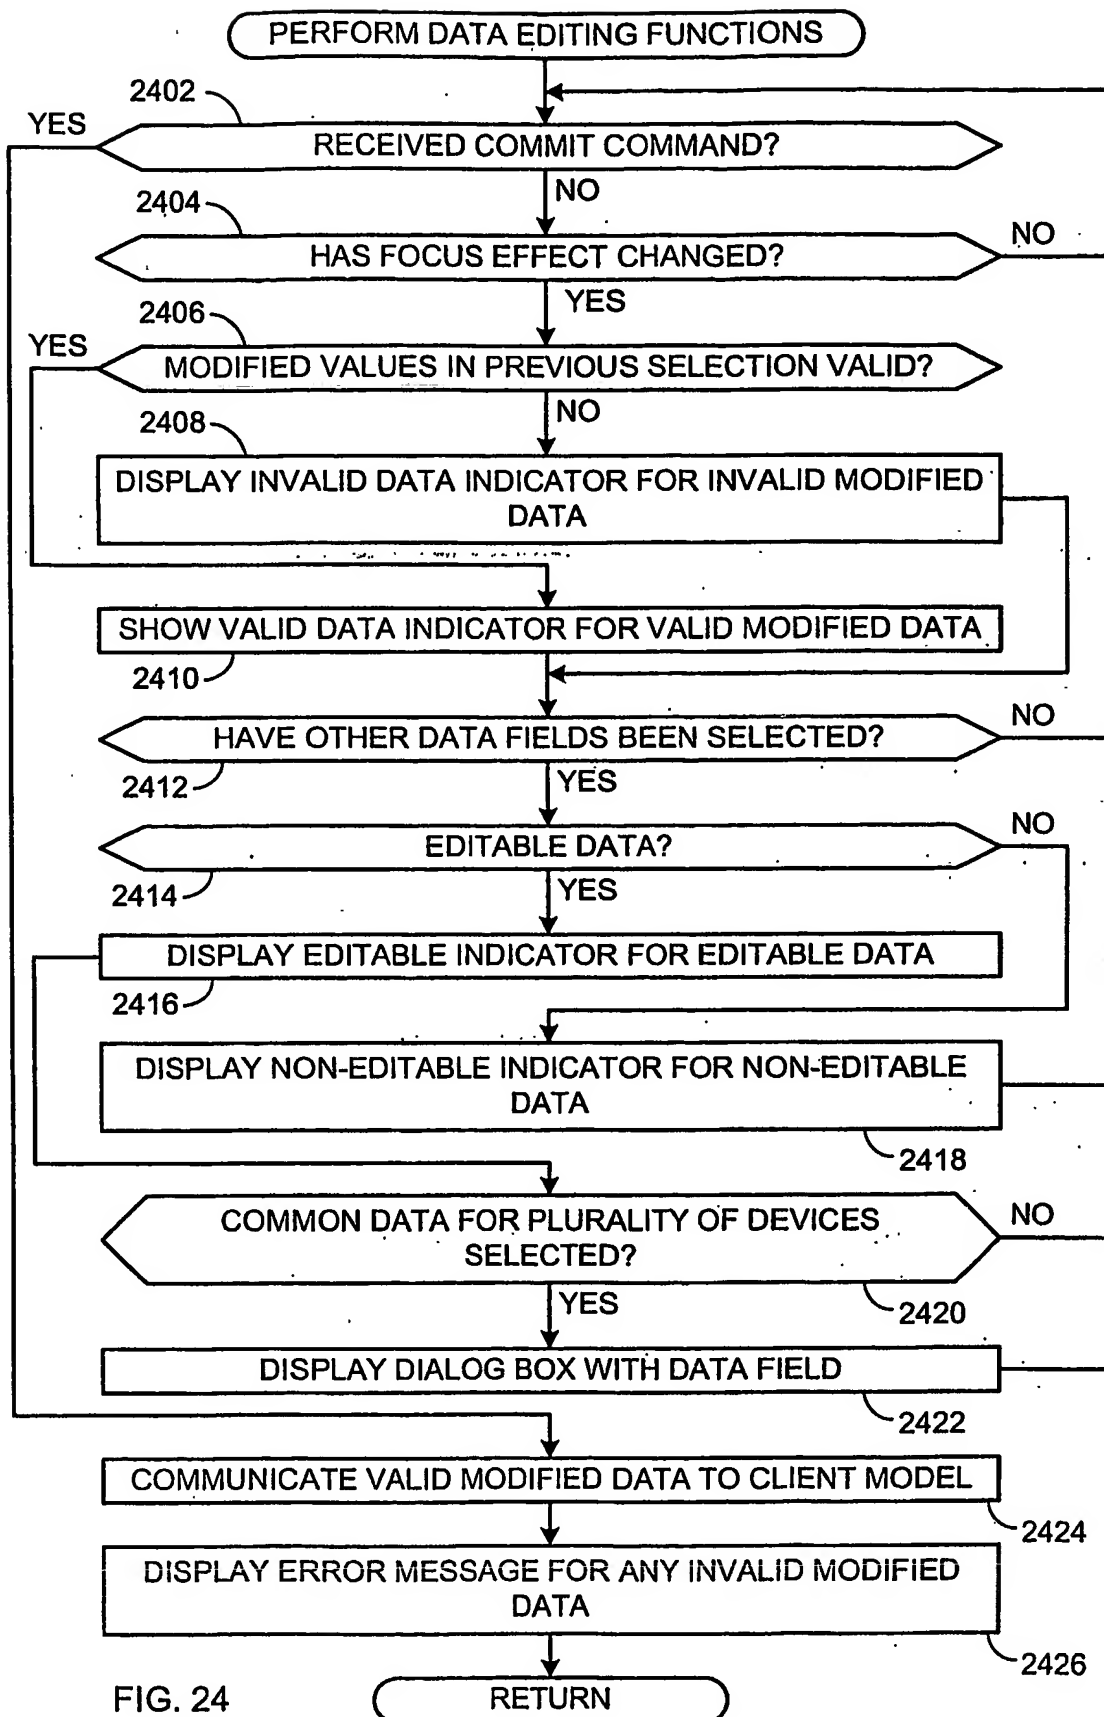 PERFORM DATA EDITING FUNCTIONS
2402
YES
RECEIVED COMMIT COMMAND?
NO
2404
NO
HAS FOCUS EFFECT CHANGED?
YES
2406
YES
MODIFIED VALUES IN PREVIOUS SELECTION VALID?
NO
2408
DISPLAY INVALID DATA INDICATOR FOR INVALID MODIFIED
DATA
SHOW VALID DATA INDICATOR FOR VALID MODIFIED DATA
2410
NO
HAVE OTHER DATA FIELDS BEEN SELECTED?
2412
YES
NO
EDITABLE DATA?
2414
YES
DISPLAY EDITABLE INDICATOR FOR EDITABLE DATA
2416
DISPLAY NON-EDITABLE INDICATOR FOR NON-EDITABLE
DATA
2418
COMMON DATA FOR PLURALITY OF DEVICES
SELECTED?
NO
YES
2420
DISPLAY DIALOG BOX WITH DATA FIELD
2422
COMMUNICATE VALID MODIFIED DATA TO CLIENT MODEL
2424
DISPLAY ERROR MESSAGE FOR ANY INVALID MODIFIED
DATA
2426
FIG. 24
RETURN